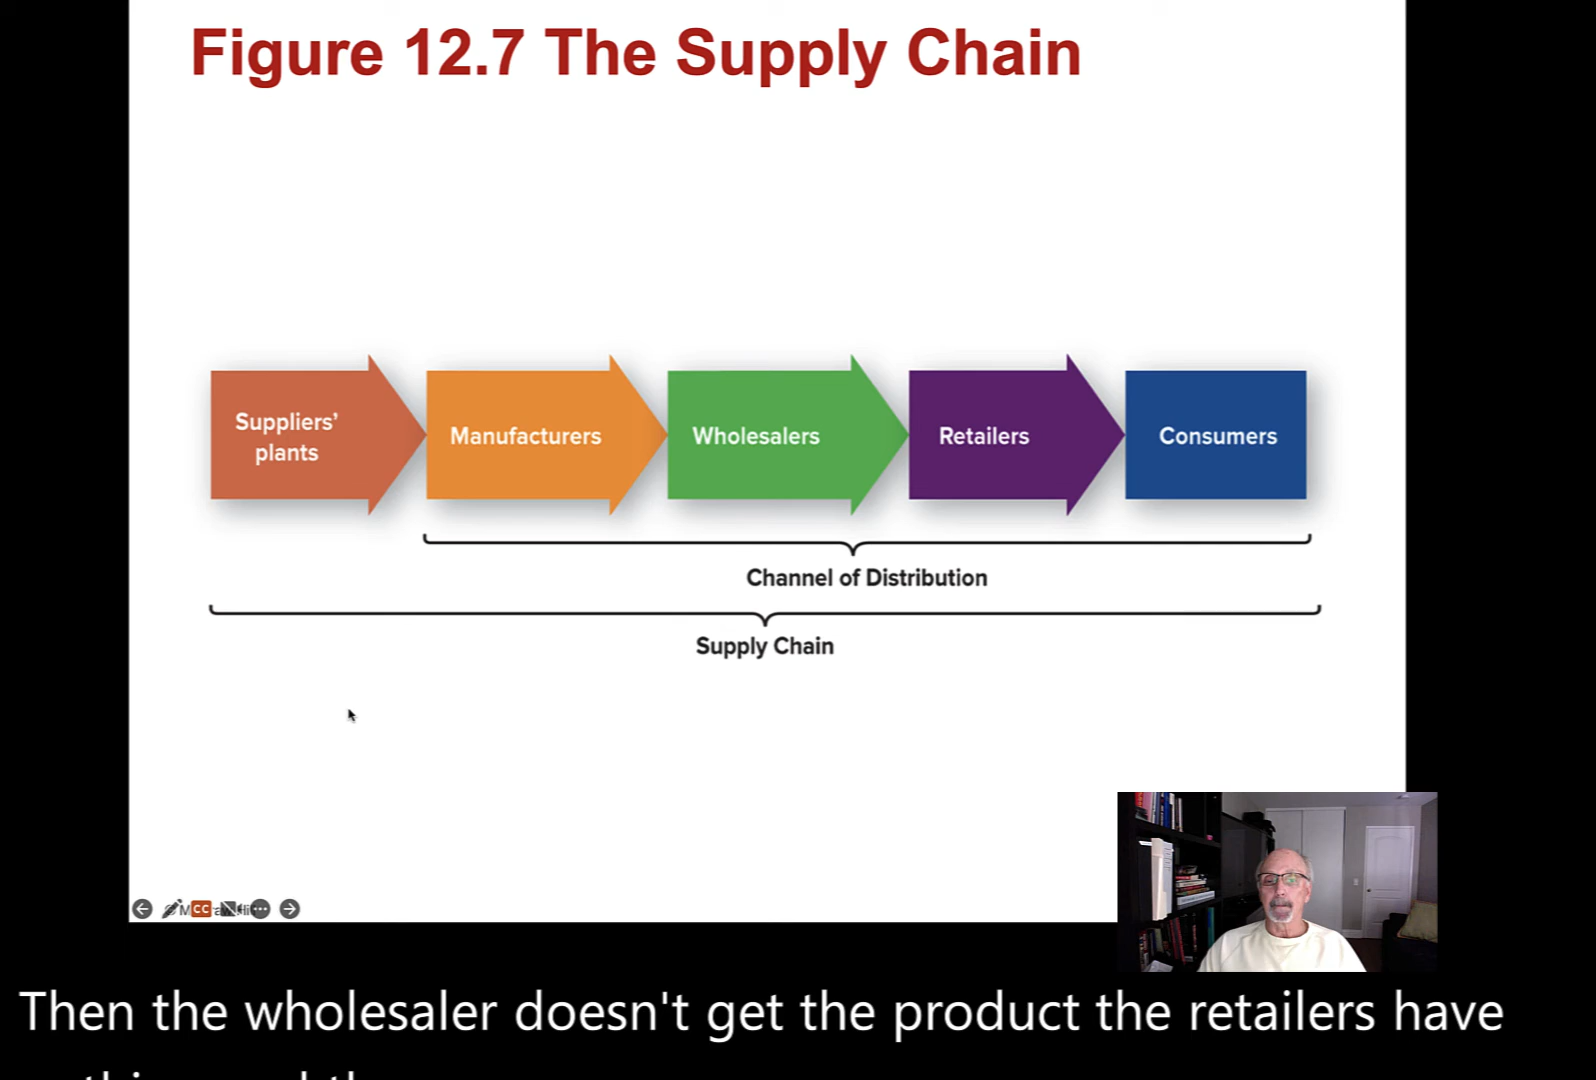 Figure 12.7 The Supply Chain
Suppliers’
plants
Manufacturers
Wholesalers
Retailers
Consumers
Channel of Distribution
Supply Chain
CC
Then the wholesaler doesn't get the product the retailers have